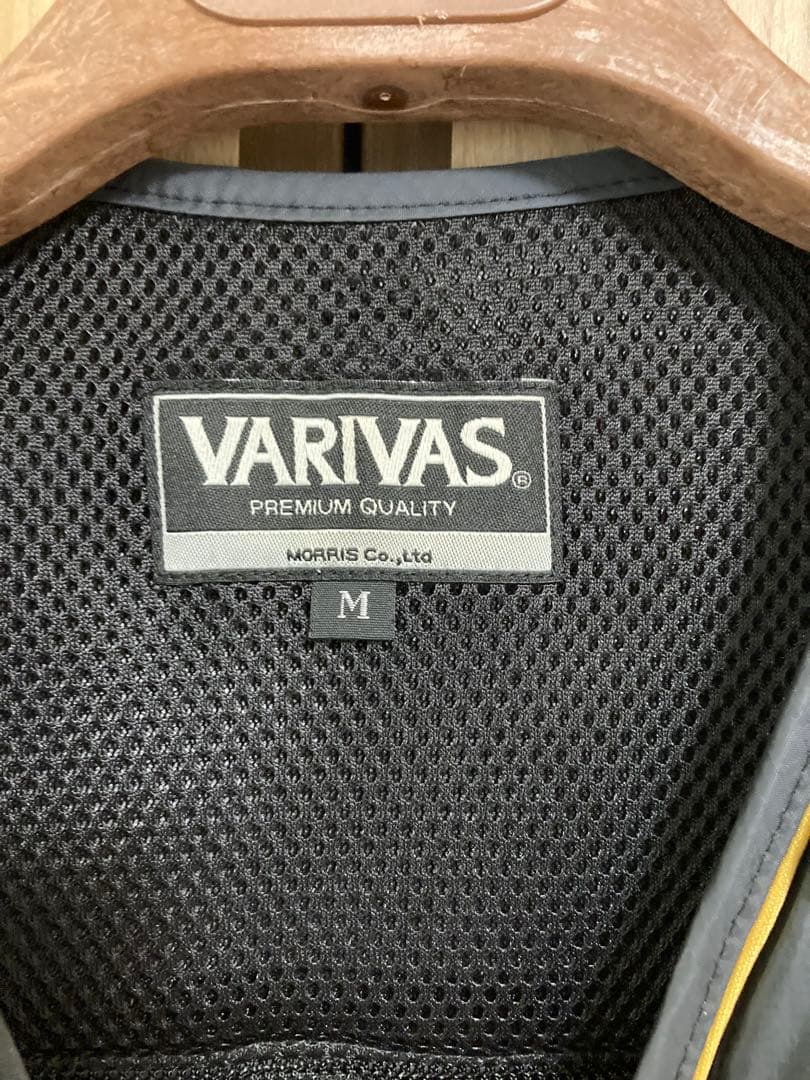 VARIVAS®
PREMIUM QUALITY
MORRIS Co.,Ltd
M